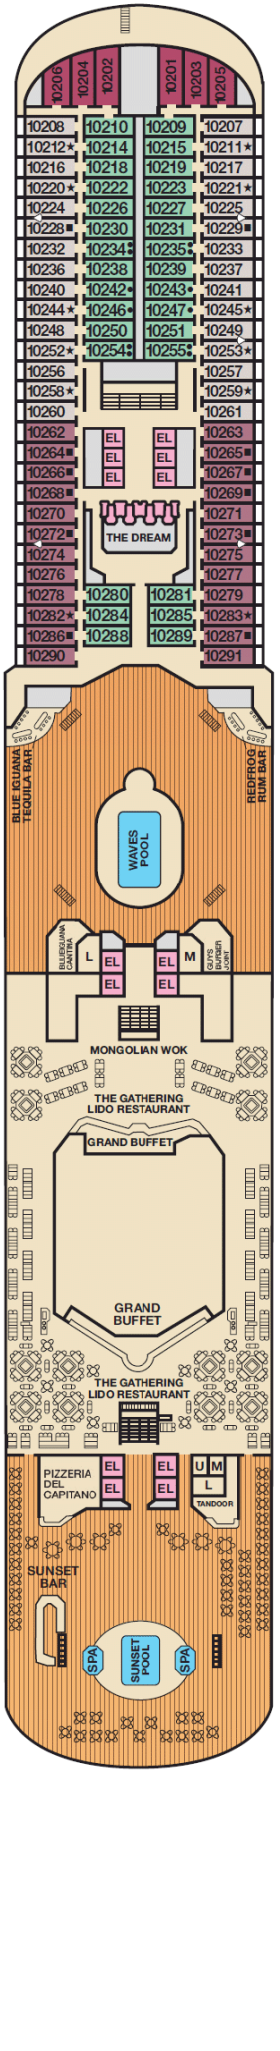 10206 10204 10202 10201 10203 10205
10208 10210 10209 10207
10212★ 10214 10215 10211★
10216 10218 10219 10217
10220★ 10222 10223 10221★
10224 10226 10227 10225
10228■ 10230 10231 10229■
10232 10234 10235 10233
10236 10238 10239 10237
10240 10242● 10243● 10241
10244★ 10246● 10247● 10245★
10248 10250 10251 10249
10252★ 10254 10255 10253★
10256 10257
10258★ 10259★
10260 10261
10262 EL EL 10263
10264■ EL EL 10265■
10266■ EL EL 10267■
10268■ 10269■
10270 10271
10272■ THE DREAM 10273■
10274 10275
10276 10277
10278 10280 10281 10279
10282★ 10284 10285 10283★
10286■ 10288 10289 10287■
10290 10291
BLUE IGUANA
TEQUILA BAR
REDFROG
RUM BAR
WAVES
POOL
BLUEIGUANA
CANTINA
L EL EL M
GUY'S
BURGER
JOINT
EL EL
MONGOLIAN WOK
THE GATHERING
LIDO RESTAURANT
GRAND BUFFET
GRAND
BUFFET
THE GATHERING
LIDO RESTAURANT
PIZZERIA
DEL
CAPITANO
EL EL U M
EL EL L
TANDOOR
SUNSET
BAR
SPA
SUNSET
POOL
SPA